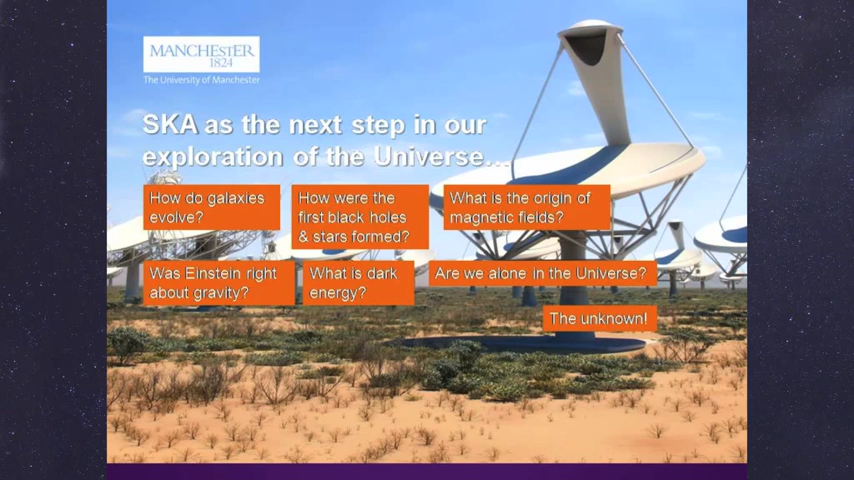 MANCHESTER
1824
The University of Manchester
SKA as the next step in our
exploration of the Universe...
How do galaxies
evolve?
How were the
first black holes
& stars formed?
What is the origin of
magnetic fields?
Was Einstein right
about gravity?
What is dark
energy?
Are we alone in the Universe?
The unknown!